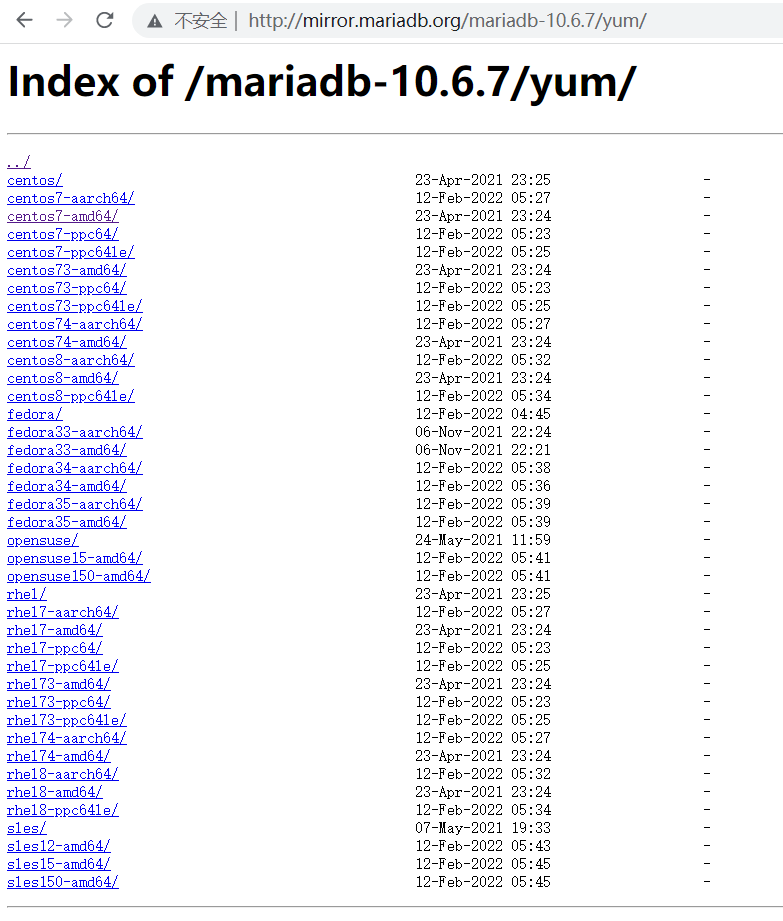 不安全 | http://mirror.mariadb.org/mariadb-10.6.7/yum/
Index of /mariadb-10.6.7/yum/
../
centos/ 23-Apr-2021 23:25 -
centos7-aarch64/ 12-Feb-2022 05:27 -
centos7-amd64/ 23-Apr-2021 23:24 -
centos7-ppc64/ 12-Feb-2022 05:23 -
centos7-ppc64le/ 12-Feb-2022 05:25 -
centos73-amd64/ 23-Apr-2021 23:24 -
centos73-ppc64/ 12-Feb-2022 05:23 -
centos73-ppc64le/ 12-Feb-2022 05:25 -
centos74-aarch64/ 12-Feb-2022 05:27 -
centos74-amd64/ 23-Apr-2021 23:24 -
centos8-aarch64/ 12-Feb-2022 05:32 -
centos8-amd64/ 23-Apr-2021 23:24 -
centos8-ppc64le/ 12-Feb-2022 05:34 -
fedora/ 12-Feb-2022 04:45 -
fedora33-aarch64/ 06-Nov-2021 22:24 -
fedora33-amd64/ 06-Nov-2021 22:21 -
fedora34-aarch64/ 12-Feb-2022 05:38 -
fedora34-amd64/ 12-Feb-2022 05:36 -
fedora35-aarch64/ 12-Feb-2022 05:39 -
fedora35-amd64/ 12-Feb-2022 05:39 -
opensuse/ 24-May-2021 11:59 -
opensuse15-amd64/ 12-Feb-2022 05:41 -
opensuse150-amd64/ 12-Feb-2022 05:41 -
rhel/ 23-Apr-2021 23:25 -
rhel7-aarch64/ 12-Feb-2022 05:27 -
rhel7-amd64/ 23-Apr-2021 23:24 -
rhel7-ppc64/ 12-Feb-2022 05:23 -
rhel7-ppc64le/ 12-Feb-2022 05:25 -
rhel73-amd64/ 23-Apr-2021 23:24 -
rhel73-ppc64/ 12-Feb-2022 05:23 -
rhel73-ppc64le/ 12-Feb-2022 05:25 -
rhel74-aarch64/ 12-Feb-2022 05:27 -
rhel74-amd64/ 23-Apr-2021 23:24 -
rhel8-aarch64/ 12-Feb-2022 05:32 -
rhel8-amd64/ 23-Apr-2021 23:24 -
rhel8-ppc64le/ 12-Feb-2022 05:34 -
sles/ 07-May-2021 19:33 -
sles12-amd64/ 12-Feb-2022 05:43 -
sles15-amd64/ 12-Feb-2022 05:45 -
sles150-amd64/ 12-Feb-2022 05:45 -